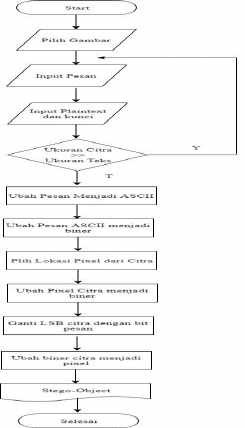 Start
Pilih Gambar
Input Pesan
Input Plaintext
dan kunci
Ukuran Citra
>=
Ukuran Teks
Y
T
Ubah Pesan Menjadi ASCII
Ubah Pesan ASCII menjadi
biner
Plih Lokasi Pixel dari Citra
Ubah Pixel Citra menjadi
biner
Ganti LSB citra dengan bit
pesan
Ubah biner citra menjadi
pixel
Stego-Object
Selesai